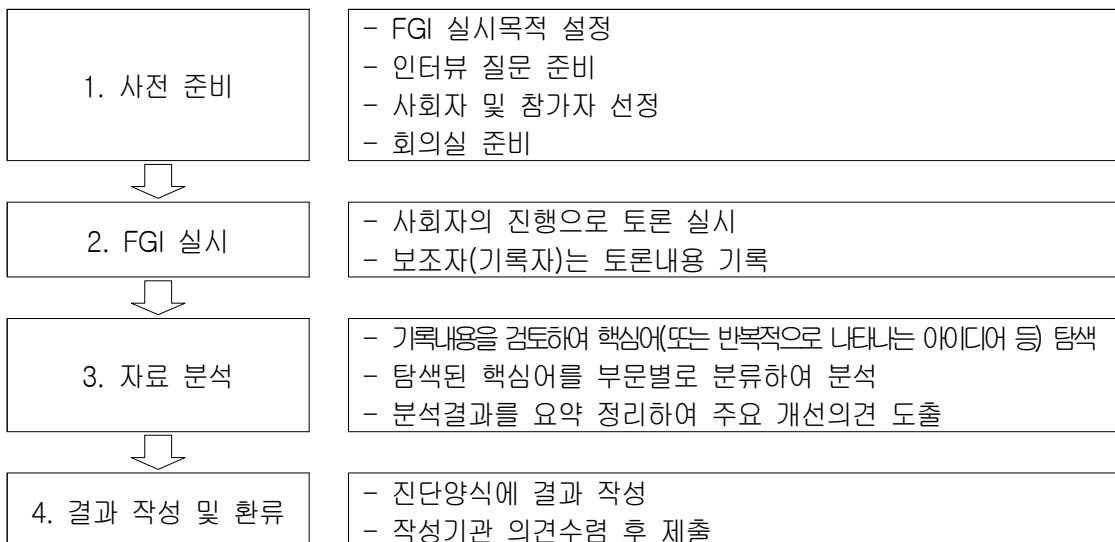 1. 사전 준비
- FGI 실시목적 설정
- 인터뷰 질문 준비
- 사회자 및 참가자 선정
- 회의실 준비
2. FGI 실시
- 사회자의 진행으로 토론 실시
- 보조자(기록자)는 토론내용 기록
3. 자료 분석
- 기록내용을 검토하여 핵심어(또는 반복적으로 나타나는 아이디어 등) 탐색
- 탐색된 핵심어를 부문별로 분류하여 분석
- 분석결과를 요약 정리하여 주요 개선의견 도출
4. 결과 작성 및 환류
- 진단양식에 결과 작성
- 작성기관 의견수렴 후 제출